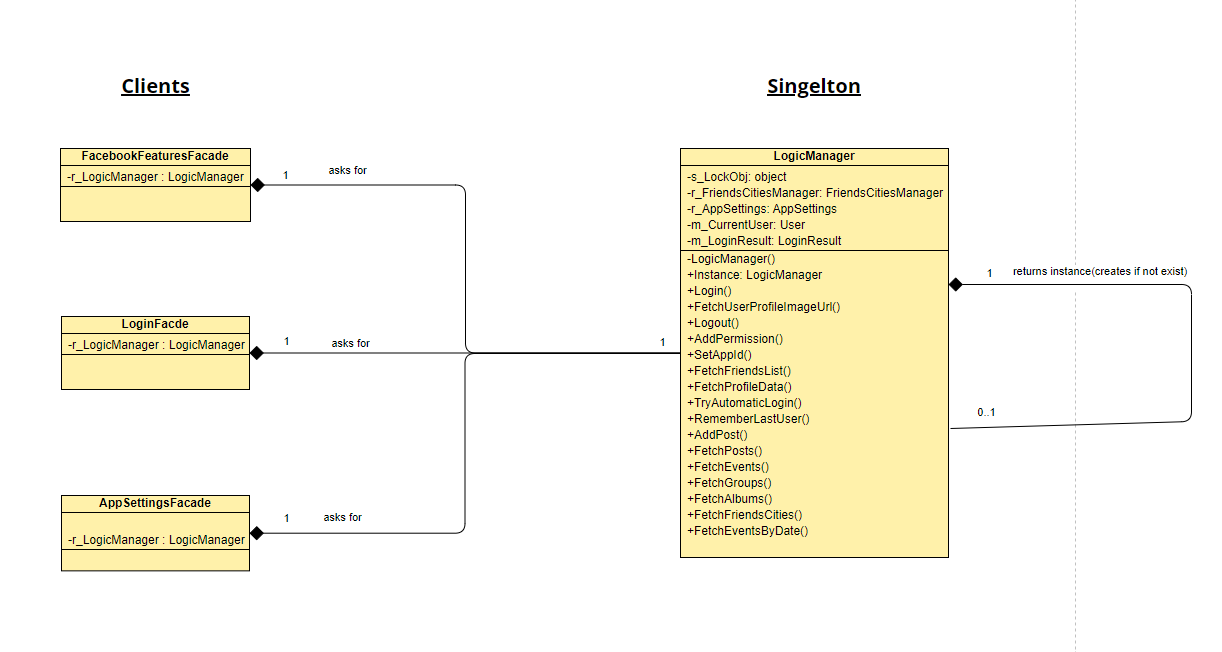 Clients
Singelton
FacebookFeaturesFacade
-r_LogicManager : LogicManager
1
asks for
LoginFacde
-r_LogicManager : LogicManager
1
asks for
1
AppSettingsFacade
-r_LogicManager : LogicManager
1
asks for
LogicManager
-s_LockObj: object
-r_FriendsCitiesManager: FriendsCitiesManager
-r_AppSettings: AppSettings
-m_CurrentUser: User
-m_LoginResult: LoginResult
-LogicManager()
+Instance: LogicManager
+Login()
+FetchUserProfileImageUrl()
+Logout()
+AddPermission()
+SetAppId()
+FetchFriendsList()
+FetchProfileData()
+TryAutomaticLogin()
+RememberLastUser()
+AddPost()
+FetchPosts()
+FetchEvents()
+FetchGroups()
+FetchAlbums()
+FetchFriendsCities()
+FetchEventsByDate()
1
returns instance(creates if not exist)
0..1